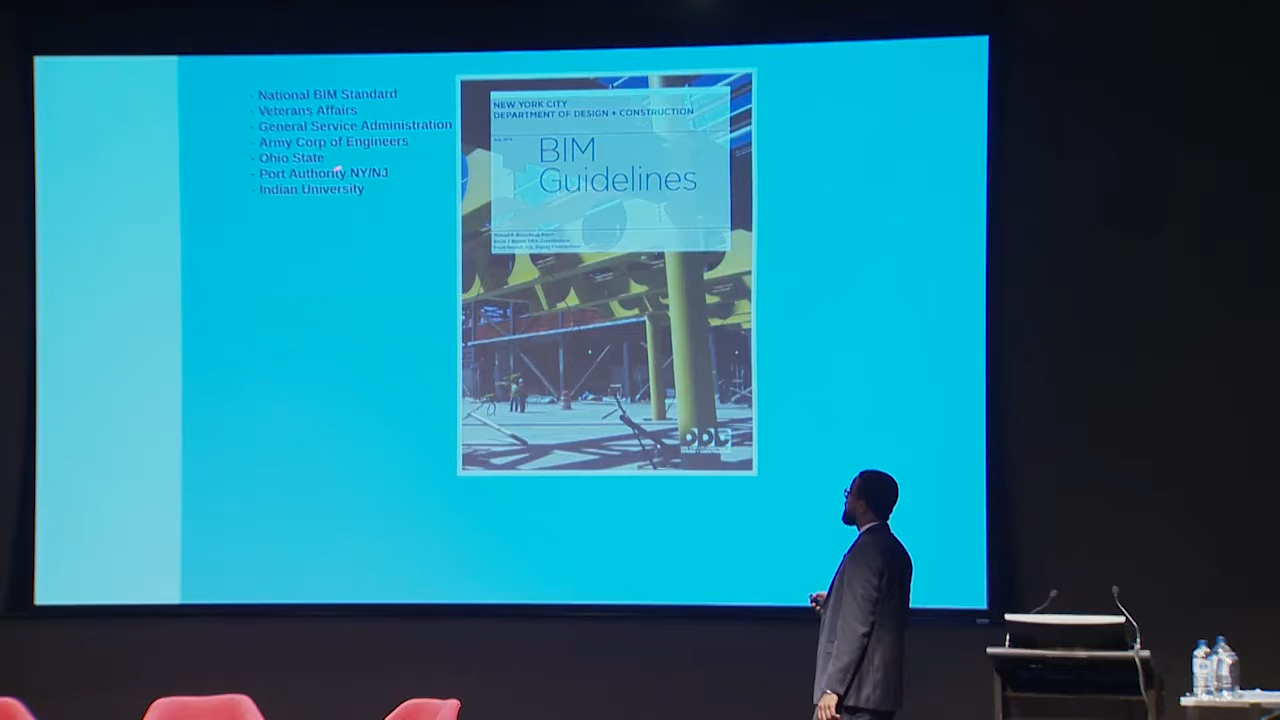 - National BIM Standard
- Veterans Affairs
- General Service Administration
- Army Corp of Engineers
- Ohio State
- Port Authority NY/NJ
- Indian University
NEW YORK CITY
DEPARTMENT OF DESIGN + CONSTRUCTION
BIM
Guidelines
DDC